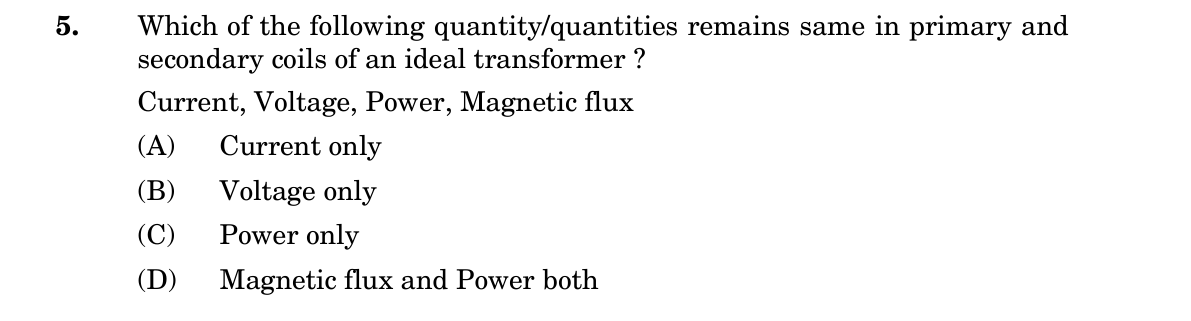 5. Which of the following quantity/quantities remains same in primary and
secondary coils of an ideal transformer ?
Current, Voltage, Power, Magnetic flux
(A) Current only
(B) Voltage only
(C) Power only
(D) Magnetic flux and Power both